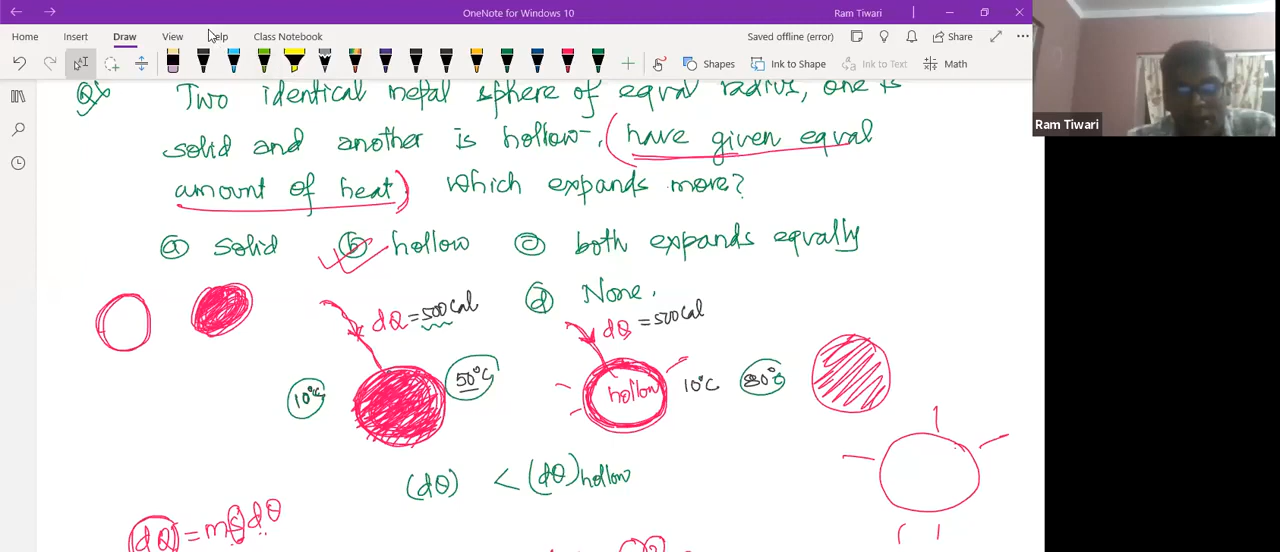 OneNote for Windows 10
Ram Tiwari
Home Insert Draw View Help Class Notebook
Saved offline (error) Share
Shapes Ink to Shape Ink to Text Math
Ram Tiwari
Q Two identical metal sphere of equal radius, one is
solid and another is hollow, (have given equal
amount of heat) which expands more?
a solid b hollow c both expands equally
d None.
dQ = 500 Cal dQ = 500 Cal
10°C 50°C hollow 10°C 80°C
(dθ) < (dθ) hollow
dQ = msdθ